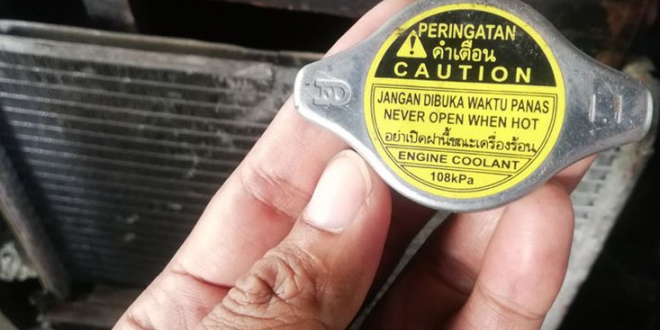 PERINGATAN
คำเตือน
CAUTION
JANGAN DIBUKA WAKTU PANAS
NEVER OPEN WHEN HOT
อย่าเปิดฝานี้ขณะเครื่องร้อน
ENGINE COOLANT
108kPa